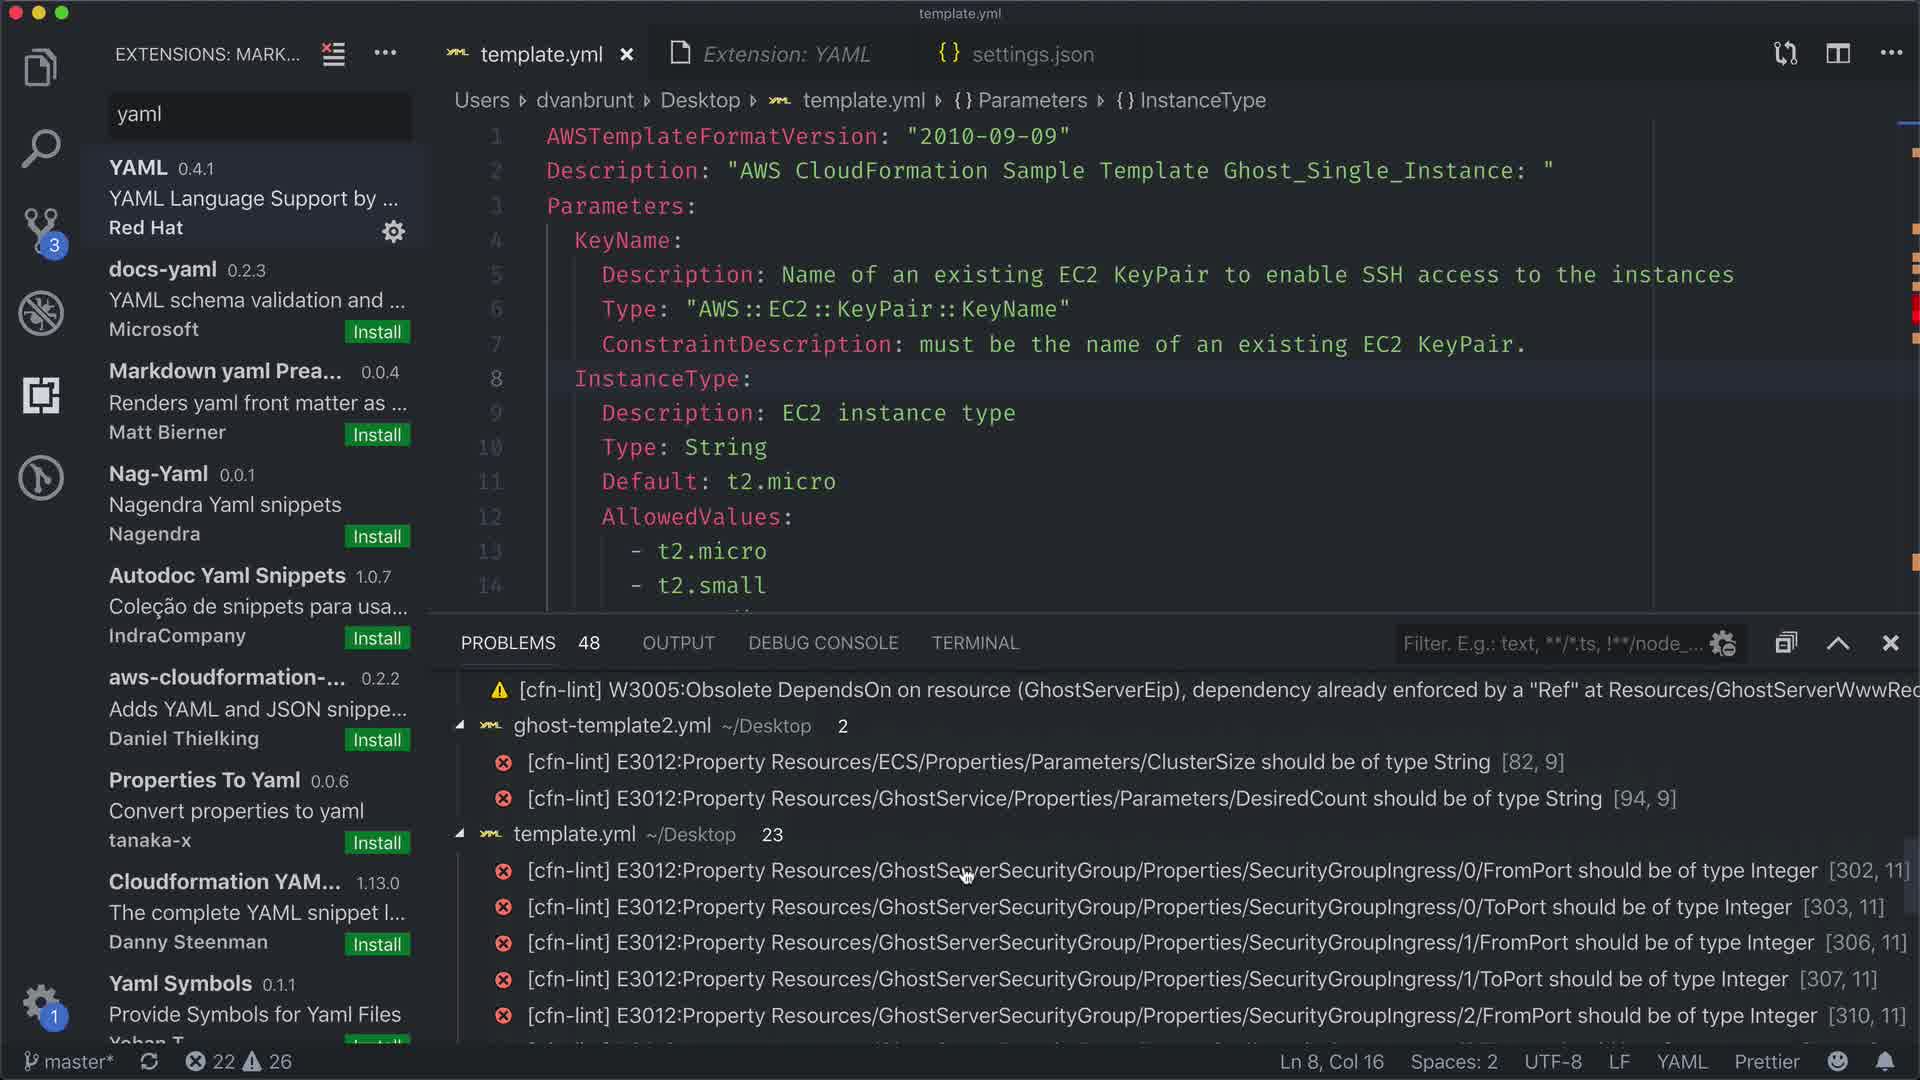 template.yml
EXTENSIONS: MARK...
template.yml
Extension: YAML
{} settings.json
Users
dvanbrunt
Desktop
template.yml
{} Parameters
{} InstanceType
yaml
YAML 0.4.1
YAML Language Support by ...
Red Hat
docs-yaml 0.2.3
YAML schema validation and ...
Microsoft
Install
Markdown yaml Prea... 0.0.4
Renders yaml front matter as ...
Matt Bierner
Install
Nag-Yaml 0.0.1
Nagendra Yaml snippets
Nagendra
Install
Autodoc Yaml Snippets 1.0.7
Coleção de snippets para usa...
IndraCompany
Install
aws-cloudformation-... 0.2.2
Adds YAML and JSON snippe...
Daniel Thielking
Install
Properties To Yaml 0.0.6
Convert properties to yaml
tanaka-x
Install
Cloudformation YAM... 1.13.0
The complete YAML snippet l...
Danny Steenman
Install
Yaml Symbols 0.1.1
Provide Symbols for Yaml Files
3
1
1 AWSTemplateFormatVersion: "2010-09-09"
2 Description: "AWS CloudFormation Sample Template Ghost_Single_Instance: "
3 Parameters:
4 KeyName:
5 Description: Name of an existing EC2 KeyPair to enable SSH access to the instances
6 Type: "AWS::EC2::KeyPair::KeyName"
7 ConstraintDescription: must be the name of an existing EC2 KeyPair.
8 InstanceType:
9 Description: EC2 instance type
10 Type: String
11 Default: t2.micro
12 AllowedValues:
13 - t2.micro
14 - t2.small
PROBLEMS 48
OUTPUT
DEBUG CONSOLE
TERMINAL
Filter. E.g.: text, **/*.ts, !**/node_...
[cfn-lint] W3005:Obsolete DependsOn on resource (GhostServerEip), dependency already enforced by a "Ref" at Resources/GhostServerWwwRec
ghost-template2.yml ~/Desktop 2
[cfn-lint] E3012:Property Resources/ECS/Properties/Parameters/ClusterSize should be of type String [82, 9]
[cfn-lint] E3012:Property Resources/GhostService/Properties/Parameters/DesiredCount should be of type String [94, 9]
template.yml ~/Desktop 23
[cfn-lint] E3012:Property Resources/GhostServerSecurityGroup/Properties/SecurityGroupIngress/0/FromPort should be of type Integer [302, 11]
[cfn-lint] E3012:Property Resources/GhostServerSecurityGroup/Properties/SecurityGroupIngress/0/ToPort should be of type Integer [303, 11]
[cfn-lint] E3012:Property Resources/GhostServerSecurityGroup/Properties/SecurityGroupIngress/1/FromPort should be of type Integer [306, 11]
[cfn-lint] E3012:Property Resources/GhostServerSecurityGroup/Properties/SecurityGroupIngress/1/ToPort should be of type Integer [307, 11]
[cfn-lint] E3012:Property Resources/GhostServerSecurityGroup/Properties/SecurityGroupIngress/2/FromPort should be of type Integer [310, 11]
master*
22
26
Ln 8, Col 16
Spaces: 2
UTF-8
LF
YAML
Prettier